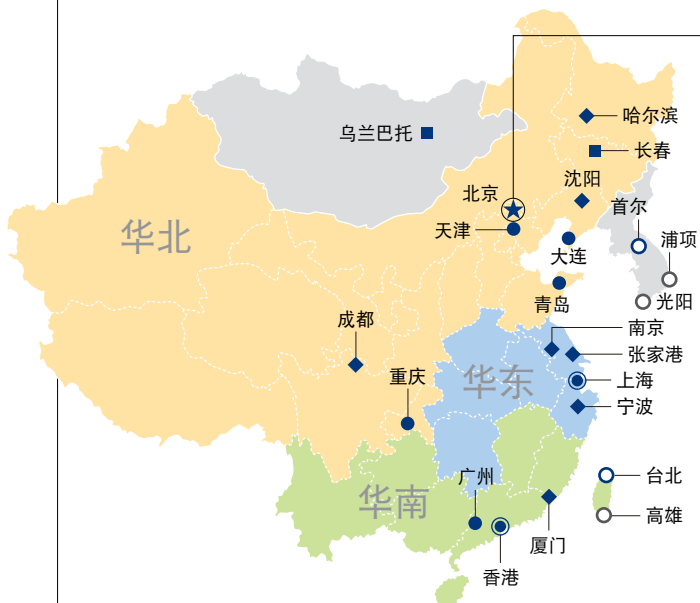 哈尔滨
乌兰巴托
长春
沈阳
北京
首尔
天津
华北
浦项
大连
光阳
青岛
成都
南京
张家港
重庆
华东
上海
宁波
广州
台北
华南
高雄
厦门
香港